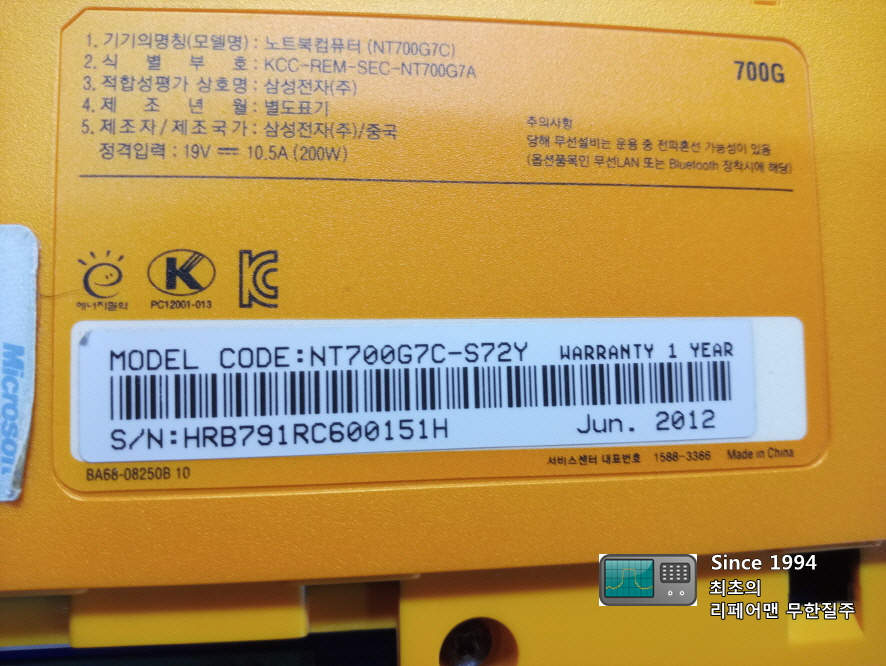 1. 기기의명칭(모델명) : 노트북컴퓨터 (NT700G7C)
2. 식 별 부 호 : KCC-REM-SEC-NT700G7A
3. 적합성평가 상호명 : 삼성전자(주)
4. 제 조 년 월 : 별도표기
5. 제조자/제조국가 : 삼성전자(주)/중국
정격입력 : 19V ⎓ 10.5A (200W)
700G
주의사항
당해 무선설비는 운용 중 전파혼선 가능성이 있음
(옵션품목인 무선LAN 또는 Bluetooth 장착시에 해당)
에너지절약
K
PC12001-013
KC
Microsoft
MODEL CODE:NT700G7C-S72Y WARRANTY 1 YEAR
S/N:HRB791RC600151H Jun. 2012
BA68-08250B 10
서비스센터 대표번호 1588-3366 Made in China
Since 1994
최초의
리페어맨 무한질주